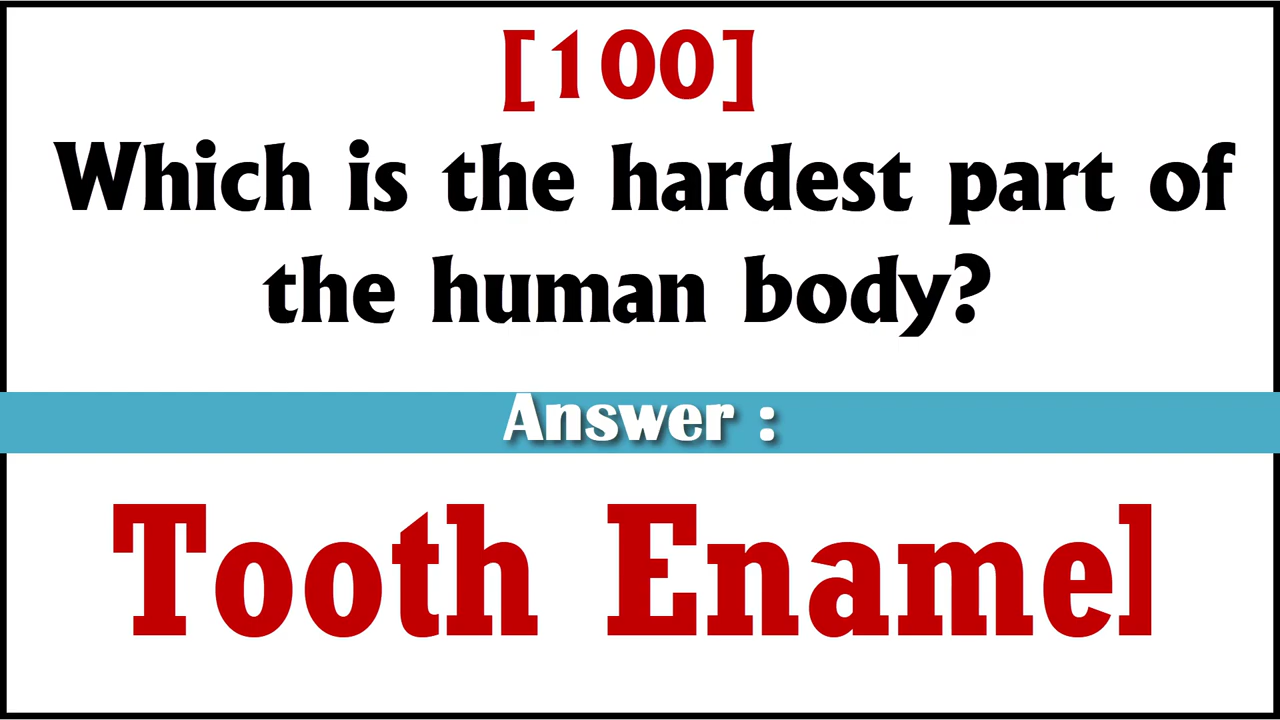 [100]
Which is the hardest part of
the human body?
Answer :
Tooth Enamel